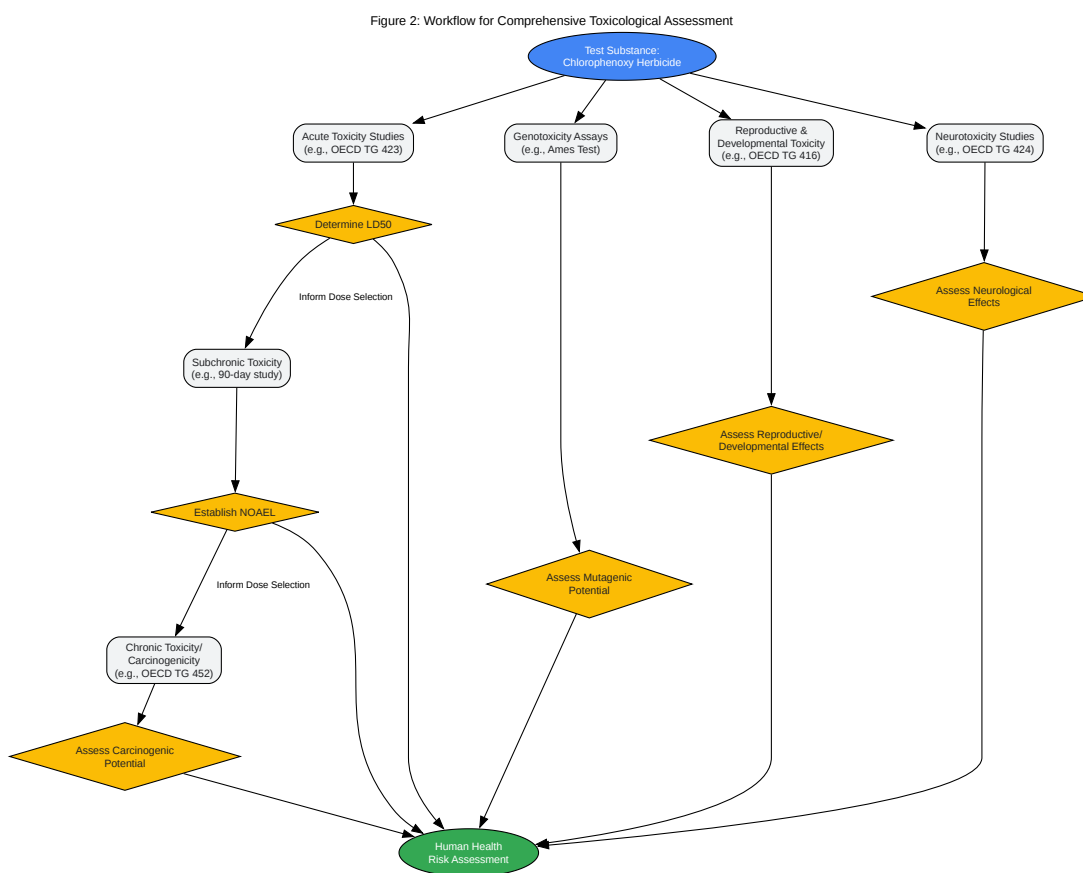 Figure 2: Workflow for Comprehensive Toxicological Assessment
Test Substance:
Chlorophenoxy Herbicide
Acute Toxicity Studies
(e.g., OECD TG 423)
Genotoxicity Assays
(e.g., Ames Test)
Reproductive &
Developmental Toxicity
(e.g., OECD TG 416)
Neurotoxicity Studies
(e.g., OECD TG 424)
Determine LD50
Assess Neurological
Effects
Inform Dose Selection
Subchronic Toxicity
(e.g., 90-day study)
Assess Reproductive/
Developmental Effects
Establish NOAEL
Assess Mutagenic
Potential
Inform Dose Selection
Chronic Toxicity/
Carcinogenicity
(e.g., OECD TG 452)
Assess Carcinogenic
Potential
Human Health
Risk Assessment